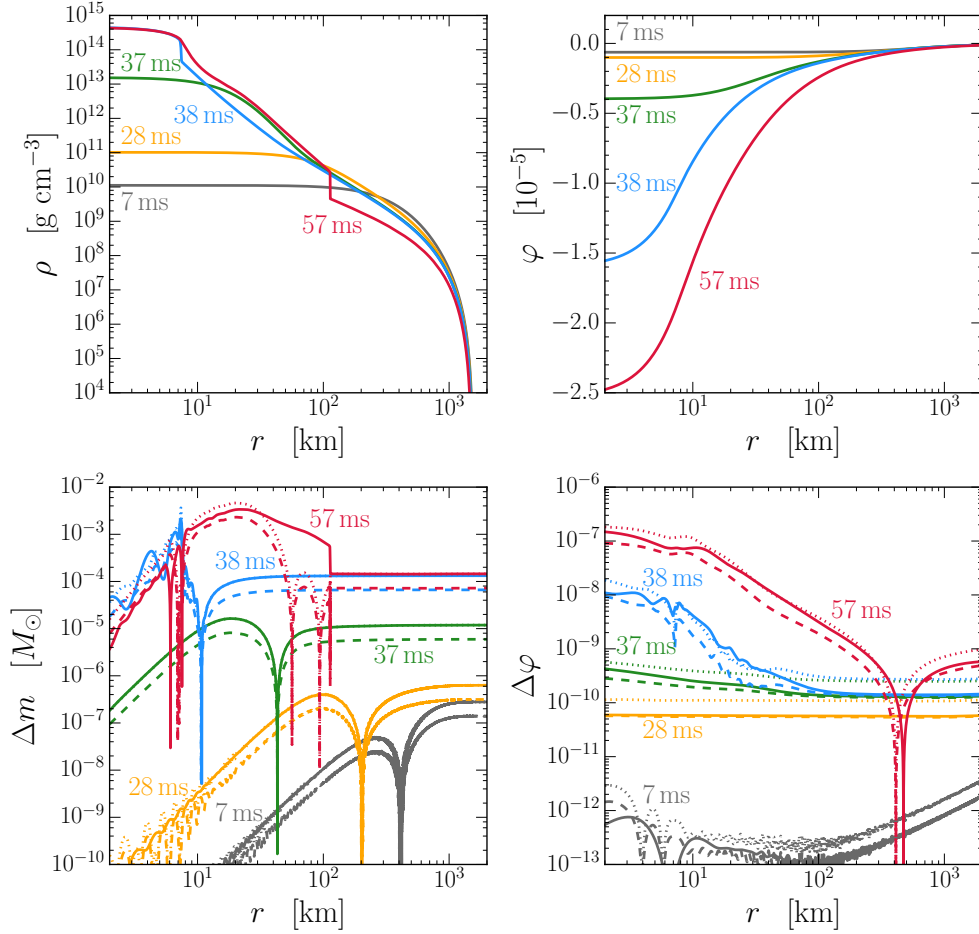 10^15
10^14
10^13
10^12
10^11
10^10
10^9
10^8
10^7
10^6
10^5
10^4
ρ [g cm^−3]
37 ms
38 ms
28 ms
7 ms
57 ms
10^1 10^2 10^3
r [km]
0.0
−0.5
−1.0
−1.5
−2.0
−2.5
φ [10^−5]
7 ms
28 ms
37 ms
38 ms
57 ms
10^1 10^2 10^3
r [km]
10^−2
10^−3
10^−4
10^−5
10^−6
10^−7
10^−8
10^−9
10^−10
Δm [M_⊙]
57 ms
38 ms
37 ms
28 ms
7 ms
10^1 10^2 10^3
r [km]
10^−6
10^−7
10^−8
10^−9
10^−10
10^−11
10^−12
10^−13
Δφ
38 ms
57 ms
37 ms
28 ms
7 ms
10^1 10^2 10^3
r [km]